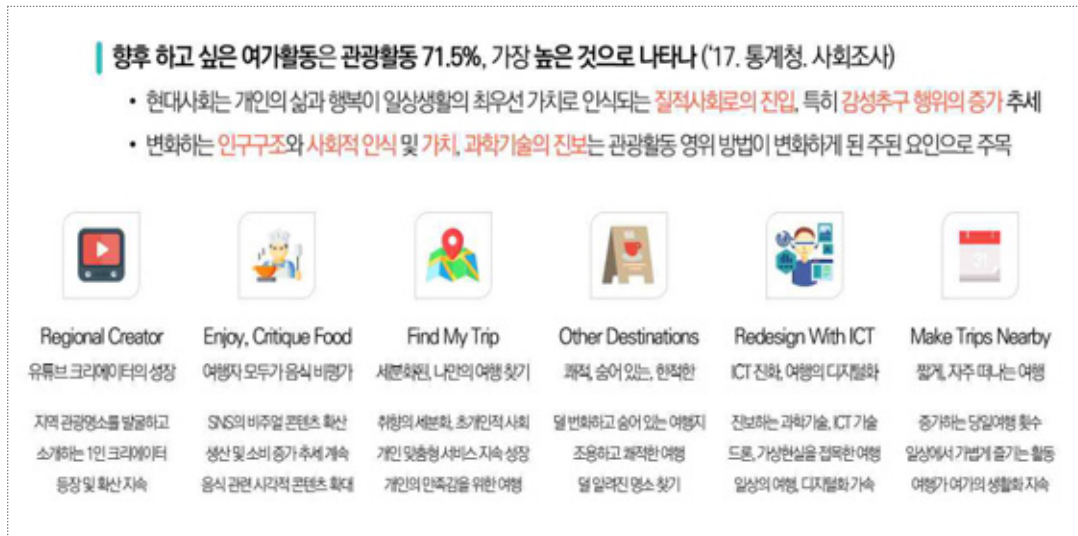 향후 하고 싶은 여가활동은 관광활동 71.5%, 가장 높은 것으로 나타나 ('17. 통계청. 사회조사)
• 현대사회는 개인의 삶과 행복이 일상생활의 최우선 가치로 인식되는 질적사회로의 진입, 특히 감성추구 행위의 증가 추세
• 변화하는 인구구조와 사회적 인식 및 가치, 과학기술의 진보는 관광활동 영위 방법이 변화하게 된 주된 요인으로 주목
31
Regional Creator
유튜브 크리에이터의 성장
지역 관광명소를 발굴하고
소개하는 1인 크리에이터
등장 및 확산 지속
Enjoy, Critique Food
여행자 모두가 음식 비평가
SNS의 비주얼 콘텐츠 확산
생산 및 소비 증가 추세 계속
음식 관련 시각적 콘텐츠 확대
Find My Trip
세분화된, 나만의 여행 찾기
취향의 세분화, 초개인적 사회
개인 맞춤형 서비스 지속 성장
개인의 만족감을 위한 여행
Other Destinations
쾌적, 숨어 있는, 한적한
덜 번화하고 숨어 있는 여행지
조용하고 쾌적한 여행
덜 알려진 명소 찾기
Redesign With ICT
ICT 진화, 여행의 디지털화
진보하는 과학기술, ICT 기술
드론, 가상현실을 접목한 여행
일상의 여행, 디지털화 가속
Make Trips Nearby
짧게, 자주 떠나는 여행
증가하는 당일여행 횟수
일상에서 가볍게 즐기는 활동
여행가 여가의 생활화 지속